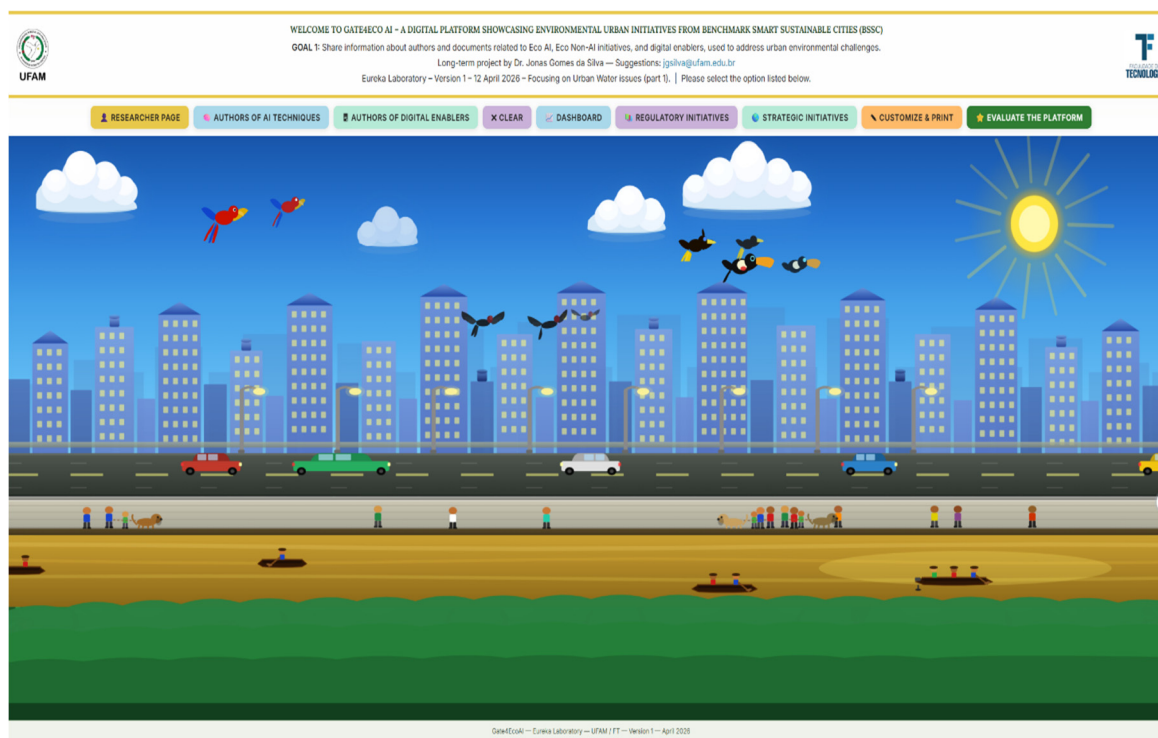 WELCOME TO GATE4ECO AI – A DIGITAL PLATFORM SHOWCASING ENVIRONMENTAL URBAN INITIATIVES FROM BENCHMARK SMART SUSTAINABLE CITIES (BSSC)
GOAL 1: Share information about authors and documents related to Eco AI, Eco Non-AI initiatives, and digital enablers, used to address urban environmental challenges.
Long-term project by Dr. Jonas Gomes da Silva — Suggestions: jgsilva@ufam.edu.br
Eureka Laboratory – Version 1 – 12 April 2026 – Focusing on Urban Water issues (part 1). | Please select the option listed below.
UFAM
TF
TECNOLOG
RESEARCHER PAGE
AUTHORS OF AI TECHNIQUES
AUTHORS OF DIGITAL ENABLERS
X CLEAR
DASHBOARD
REGULATORY INITIATIVES
STRATEGIC INITIATIVES
CUSTOMIZE & PRINT
EVALUATE THE PLATFORM
Gate4EcoAI — Eureka Laboratory — UFAM / FT — Version 1 — April 2026